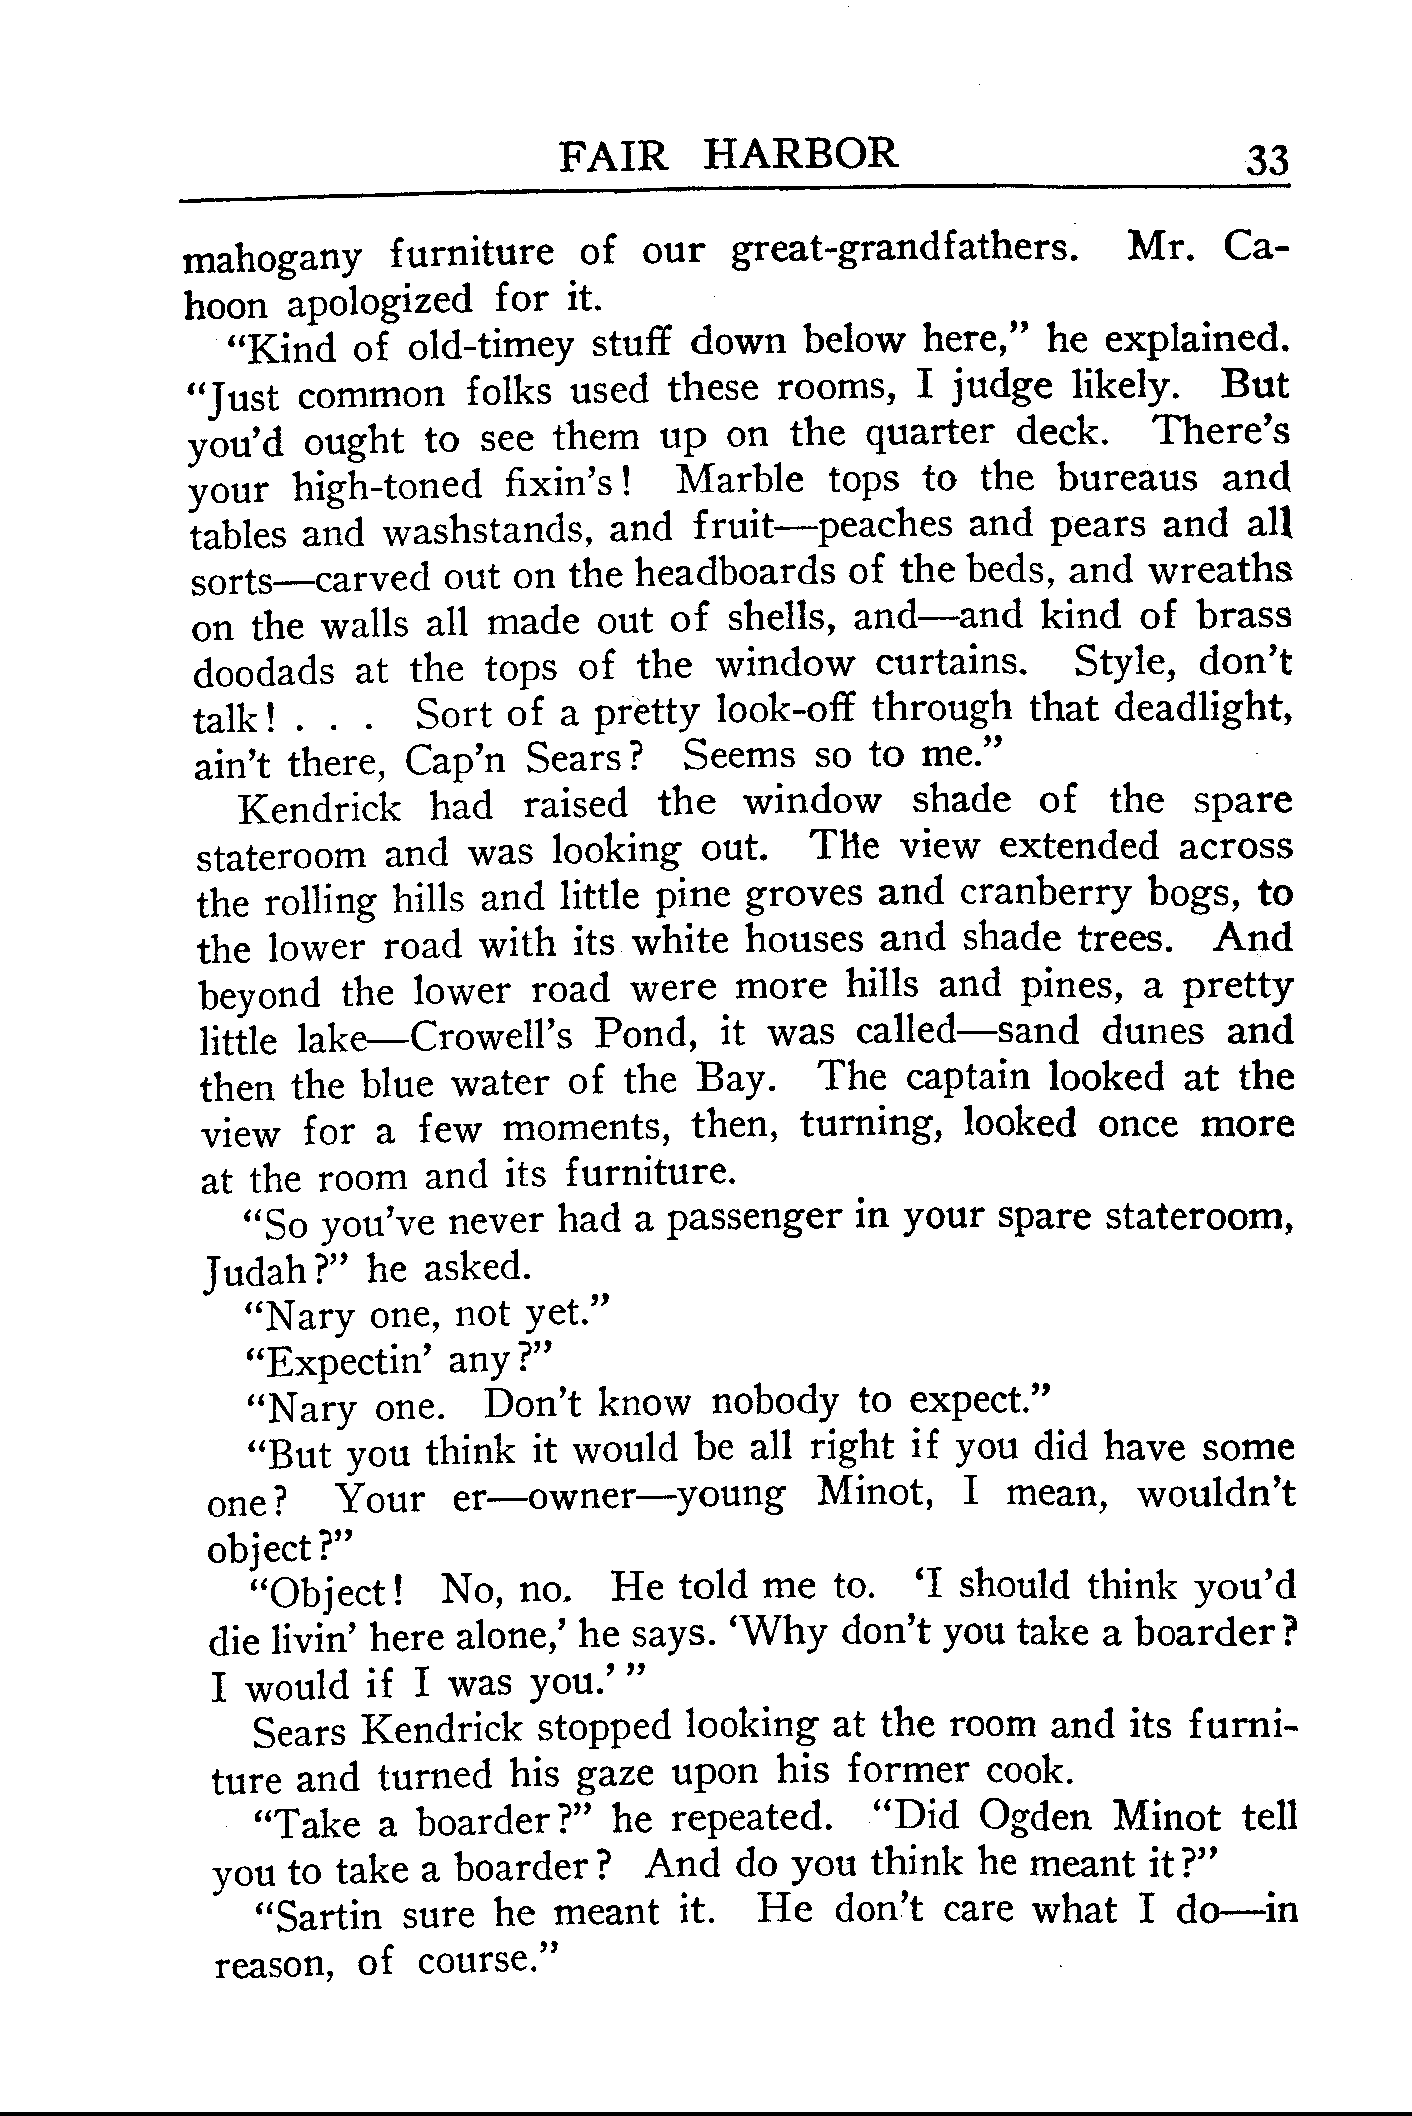 FAIR HARBOR 33
mahogany furniture of our great-grandfathers. Mr. Ca-
hoon apologized for it.
“Kind of old-timey stuff down below here,” he explained.
“Just common folks used these rooms, I judge likely. But
you’d ought to see them up on the quarter deck. There’s
your high-toned fixin’s! Marble tops to the bureaus and
tables and washstands, and fruit—peaches and pears and all
sorts—carved out on the headboards of the beds, and wreaths
on the walls all made out of shells, and—and kind of brass
doodads at the tops of the window curtains. Style, don’t
talk! . . . Sort of a pretty look-off through that deadlight,
ain’t there, Cap’n Sears? Seems so to me.”
Kendrick had raised the window shade of the spare
stateroom and was looking out. The view extended across
the rolling hills and little pine groves and cranberry bogs, to
the lower road with its white houses and shade trees. And
beyond the lower road were more hills and pines, a pretty
little lake—Crowell’s Pond, it was called—sand dunes and
then the blue water of the Bay. The captain looked at the
view for a few moments, then, turning, looked once more
at the room and its furniture.
“So you’ve never had a passenger in your spare stateroom,
Judah?” he asked.
“Nary one, not yet.”
“Expectin’ any?”
“Nary one. Don’t know nobody to expect.”
“But you think it would be all right if you did have some
one? Your er—owner—young Minot, I mean, wouldn’t
object?”
“Object! No, no. He told me to. ‘I should think you’d
die livin’ here alone,’ he says. ‘Why don’t you take a boarder?
I would if I was you.’ ”
Sears Kendrick stopped looking at the room and its furni-
ture and turned his gaze upon his former cook.
“Take a boarder?” he repeated. “Did Ogden Minot tell
you to take a boarder? And do you think he meant it?”
“Sartin sure he meant it. He don’t care what I do—in
reason, of course.”